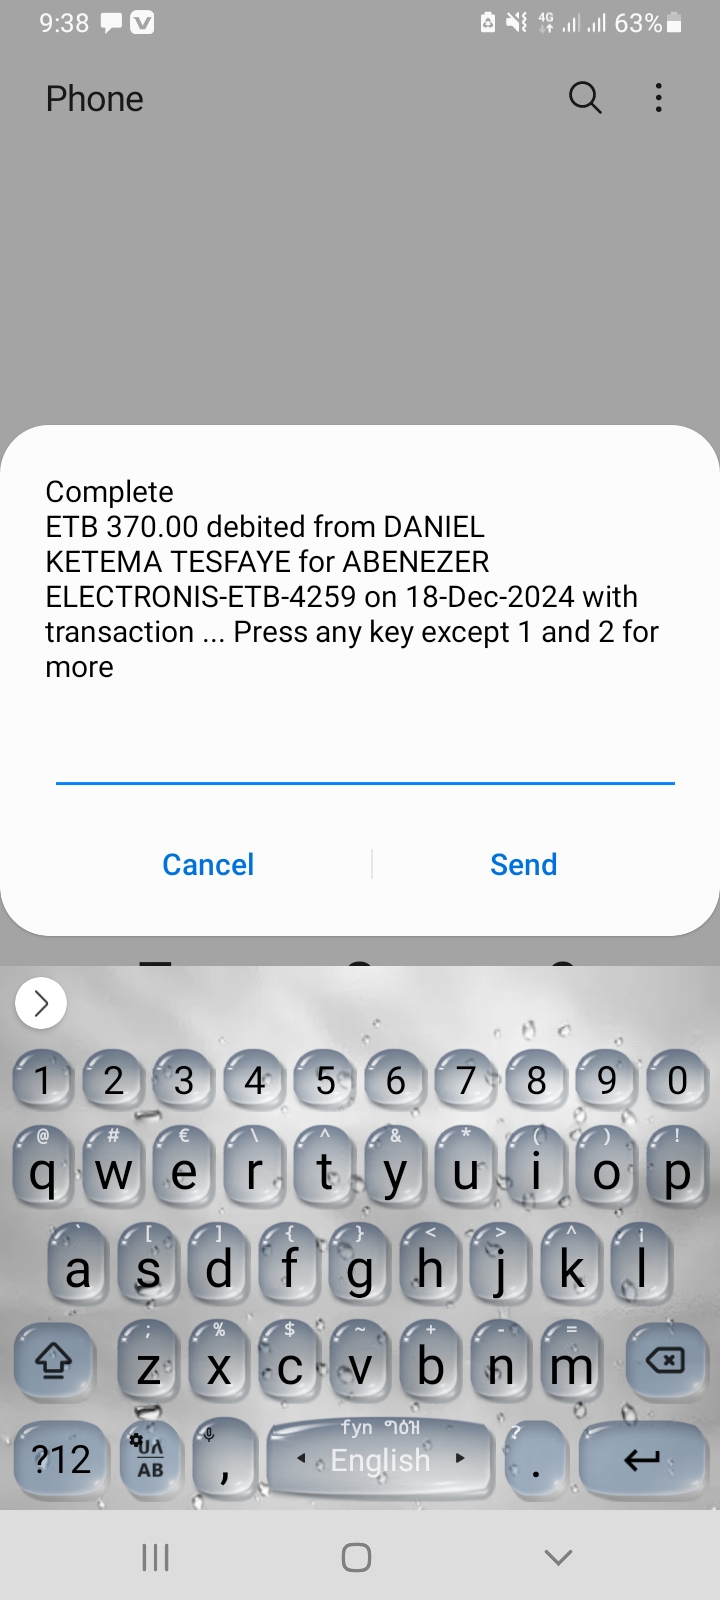 9:38
4G
63%
Phone
Complete
ETB 370.00 debited from DANIEL
KETEMA TESFAYE for ABENEZER
ELECTRONIS-ETB-4259 on 18-Dec-2024 with
transaction ... Press any key except 1 and 2 for
more
Cancel
Send
1 2 3 4 5 6 7 8 9 0
@ # € \ ^ & * ( ) !
q w e r t y u i o p
` [ ] { } < > ^ ¡
a s d f g h j k l
; % $ ~ + - =
z x c v b n m
?12
AB
,
fyn ግዕዝ
English
?
.